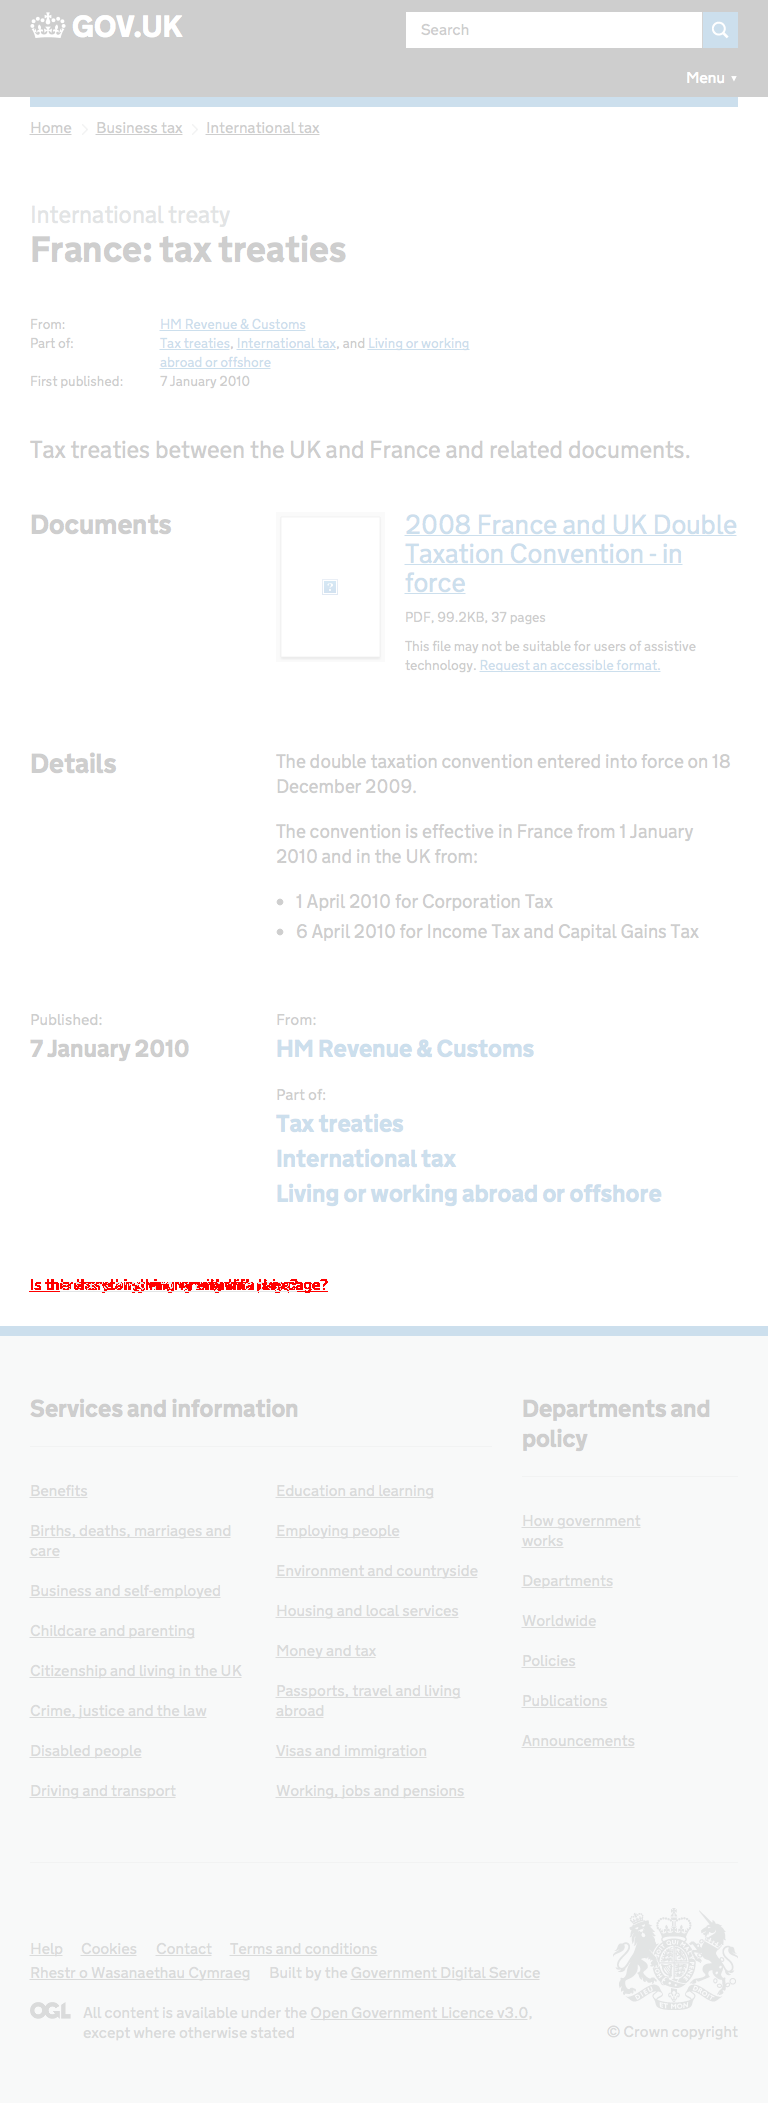 GOV.UK
Search
Menu ▼
Home Business tax International tax
International treaty
France: tax treaties
From: HM Revenue & Customs
Part of: Tax treaties, International tax, and Living or working
abroad or offshore
First published: 7 January 2010
Tax treaties between the UK and France and related documents.
Documents
2008 France and UK Double
Taxation Convention - in
force
PDF, 99.2KB, 37 pages
This file may not be suitable for users of assistive
technology. Request an accessible format.
Details
The double taxation convention entered into force on 18
December 2009.
The convention is effective in France from 1 January
2010 and in the UK from:
• 1 April 2010 for Corporation Tax
• 6 April 2010 for Income Tax and Capital Gains Tax
Published:
7 January 2010
From:
HM Revenue & Customs
Part of:
Tax treaties
International tax
Living or working abroad or offshore
Is page?
Services and information
Benefits
Births, deaths, marriages and
care
Business and self-employed
Childcare and parenting
Citizenship and living in the UK
Crime, justice and the law
Disabled people
Driving and transport
Education and learning
Employing people
Environment and countryside
Housing and local services
Money and tax
Passports, travel and living
abroad
Visas and immigration
Working, jobs and pensions
Departments and
policy
How government
works
Departments
Worldwide
Policies
Publications
Announcements
Help Cookies Contact Terms and conditions
Rhestr o Wasanaethau Cymraeg Built by the Government Digital Service
OGL All content is available under the Open Government Licence v3.0,
except where otherwise stated
© Crown copyright